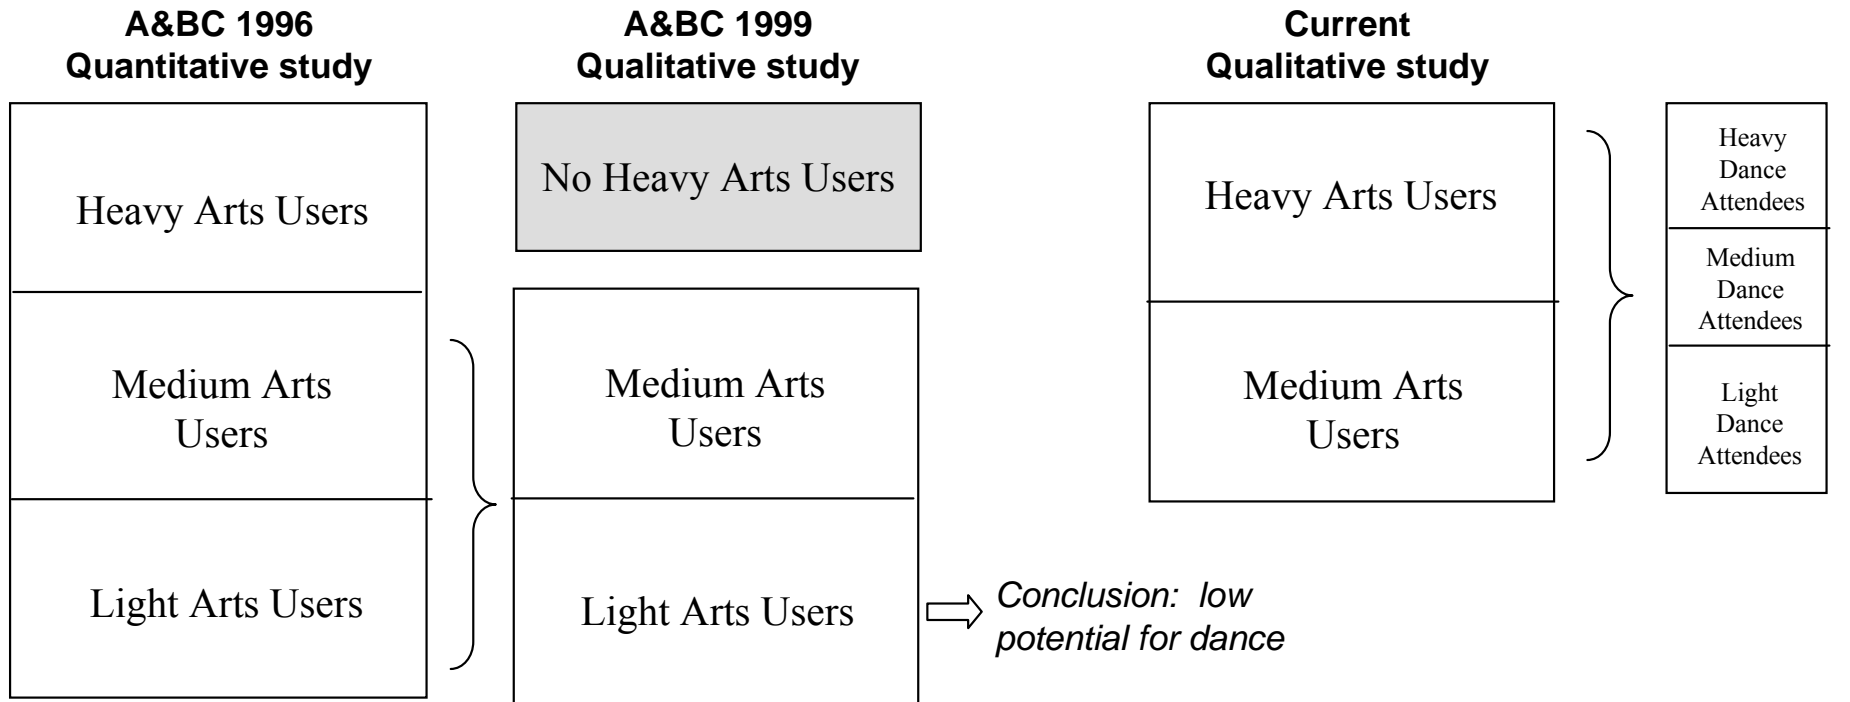 A&BC 1996
Quantitative study
Heavy Arts Users
Medium Arts
Users
Light Arts Users
A&BC 1999
Qualitative study
No Heavy Arts Users
Medium Arts
Users
Light Arts Users
Conclusion:  low
potential for dance
Current
Qualitative study
Heavy Arts Users
Medium Arts
Users
Heavy
Dance
Attendees
Medium
Dance
Attendees
Light
Dance
Attendees